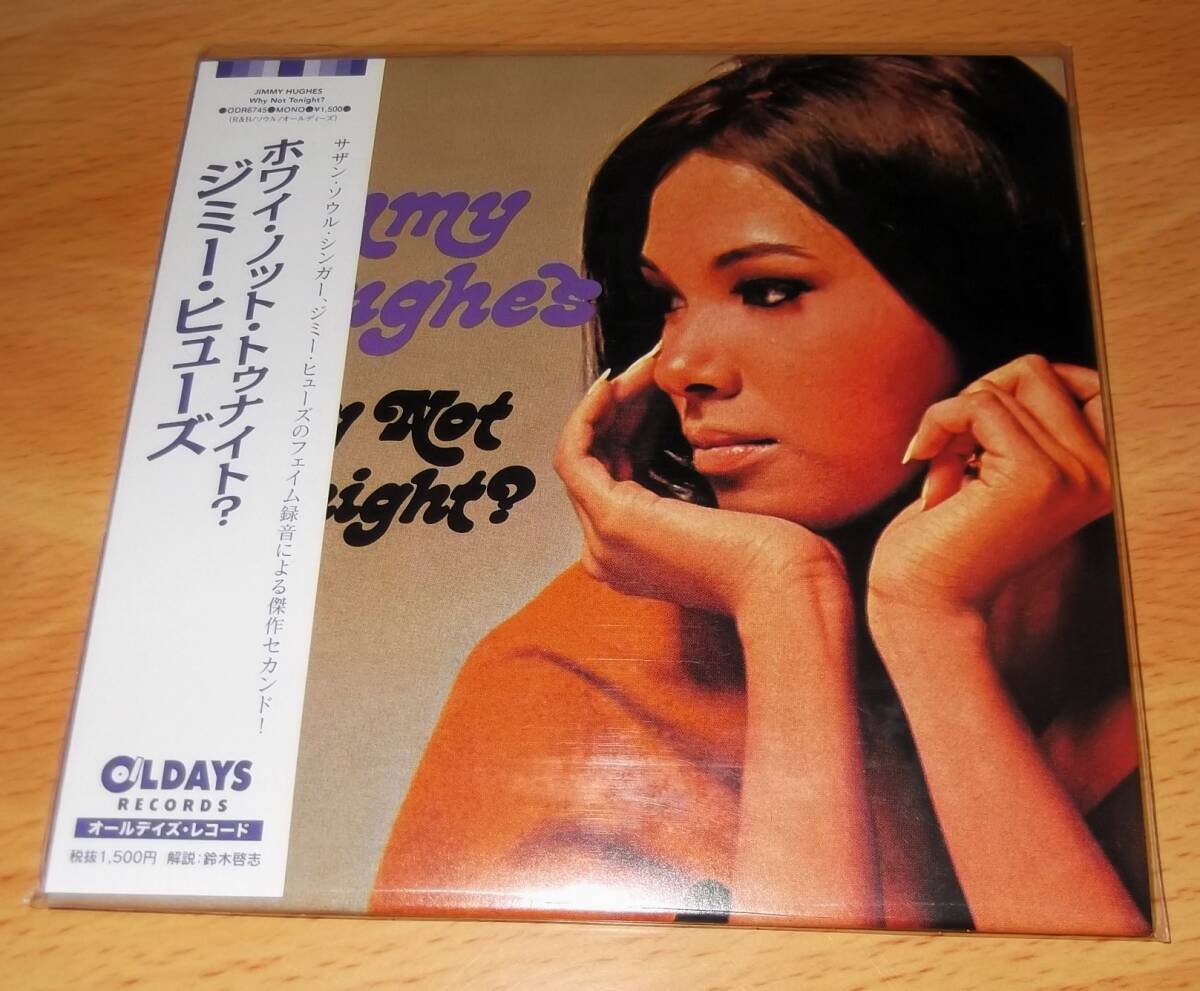 JIMMY HUGHES
Why Not Tonight?
●ODR6745●MONO●¥1,500●
(R&B/ソウル/オールディーズ)
サザン・ソウル・シンガー、ジミー・ヒューズのフェイム録音による傑作セカンド!
ホワイ・ノット・トゥナイト?
ジミー・ヒューズ
OLDAYS
RECORDS
オールデイズ・レコード
税抜1,500円 解説:鈴木啓志
mmy
ughes
y Not
night?